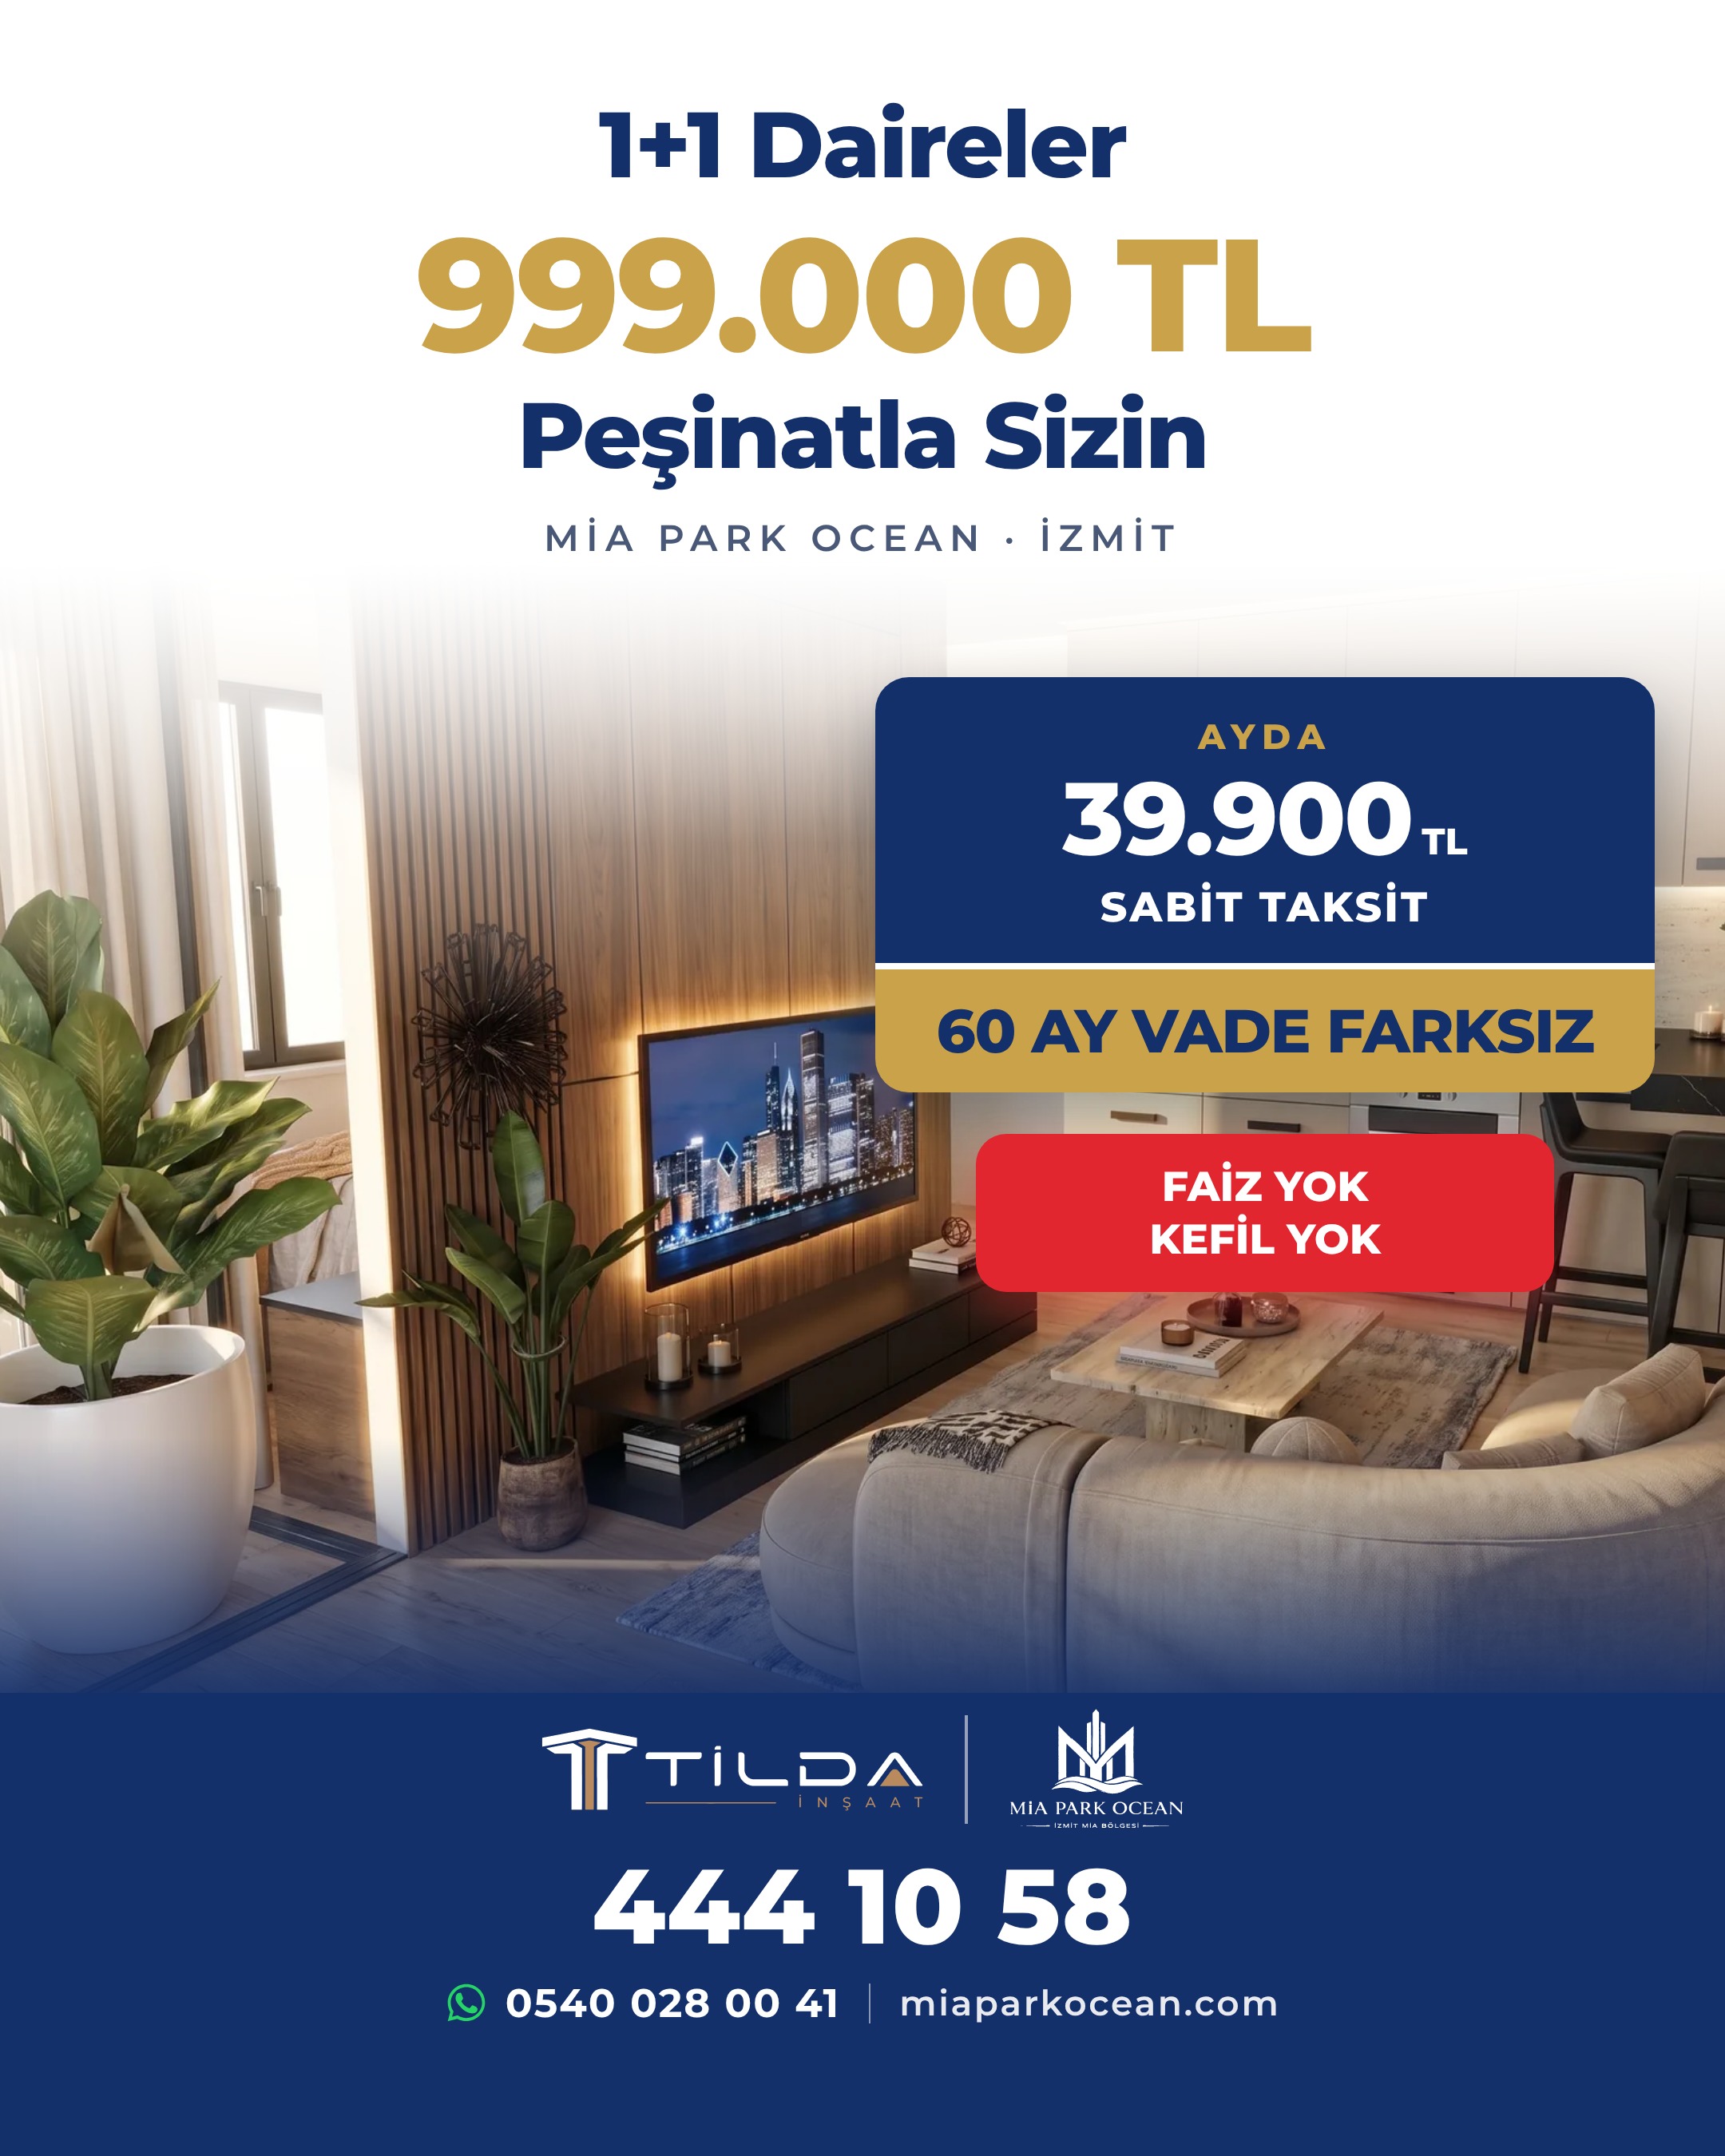 1+1 Daireler
999.000 TL
Peşinatla Sizin
MİA PARK OCEAN · İZMİT
AYDA
39.900 TL
SABİT TAKSİT
60 AY VADE FARKSIZ
FAİZ YOK
KEFİL YOK
TİLDA
İNŞAAT
MİA PARK OCEAN
İZMİT MİA BÖLGESİ
444 10 58
0540 028 00 41
miaparkocean.com